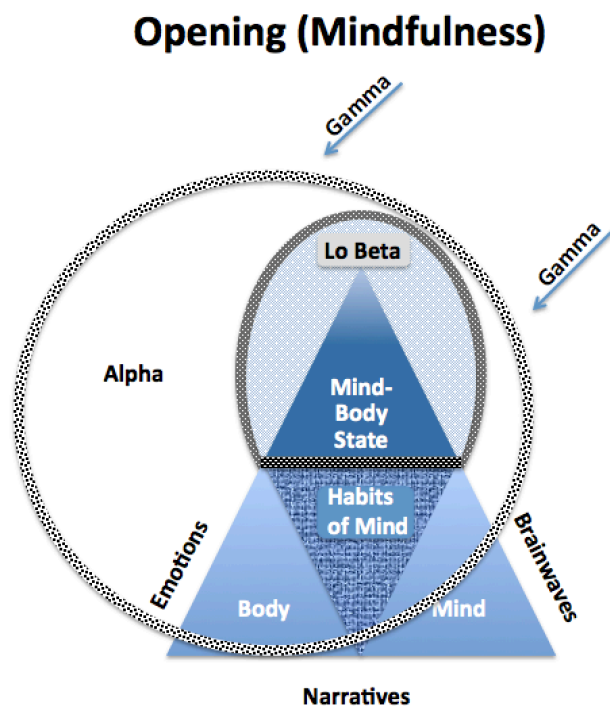 Opening (Mindfulness)
Gamma
Gamma
Lo Beta
Alpha
Mind-
Body
State
Habits
of Mind
Emotions
Brainwaves
Body
Mind
Narratives